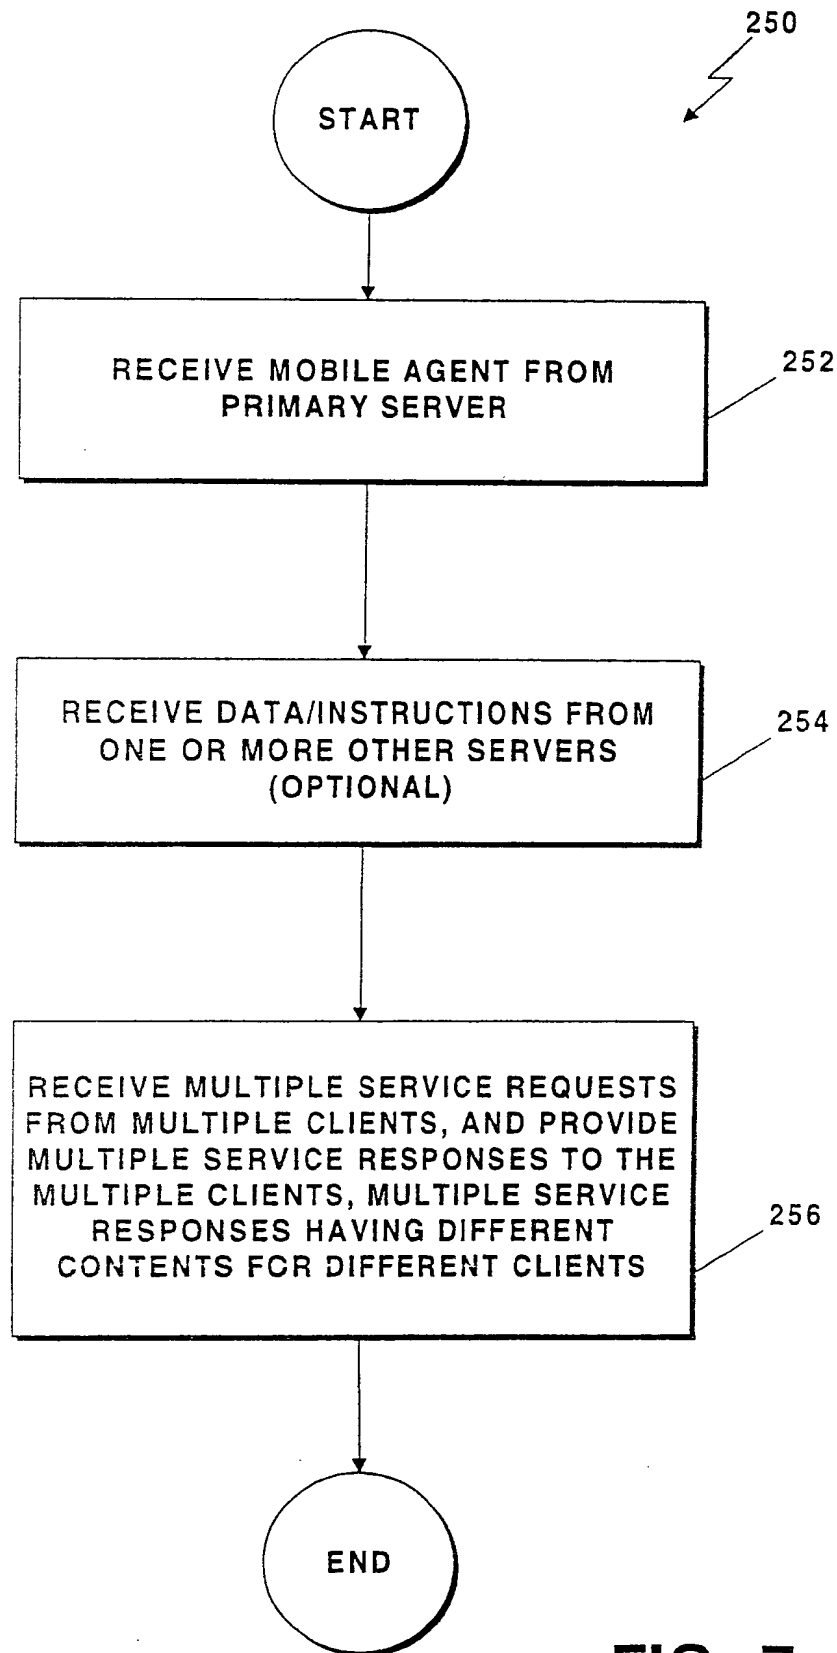 250
START
RECEIVE MOBILE AGENT FROM
PRIMARY SERVER
252
RECEIVE DATA/INSTRUCTIONS FROM
ONE OR MORE OTHER SERVERS
(OPTIONAL)
254
RECEIVE MULTIPLE SERVICE REQUESTS
FROM MULTIPLE CLIENTS, AND PROVIDE
MULTIPLE SERVICE RESPONSES TO THE
MULTIPLE CLIENTS, MULTIPLE SERVICE
RESPONSES HAVING DIFFERENT
CONTENTS FOR DIFFERENT CLIENTS
256
END